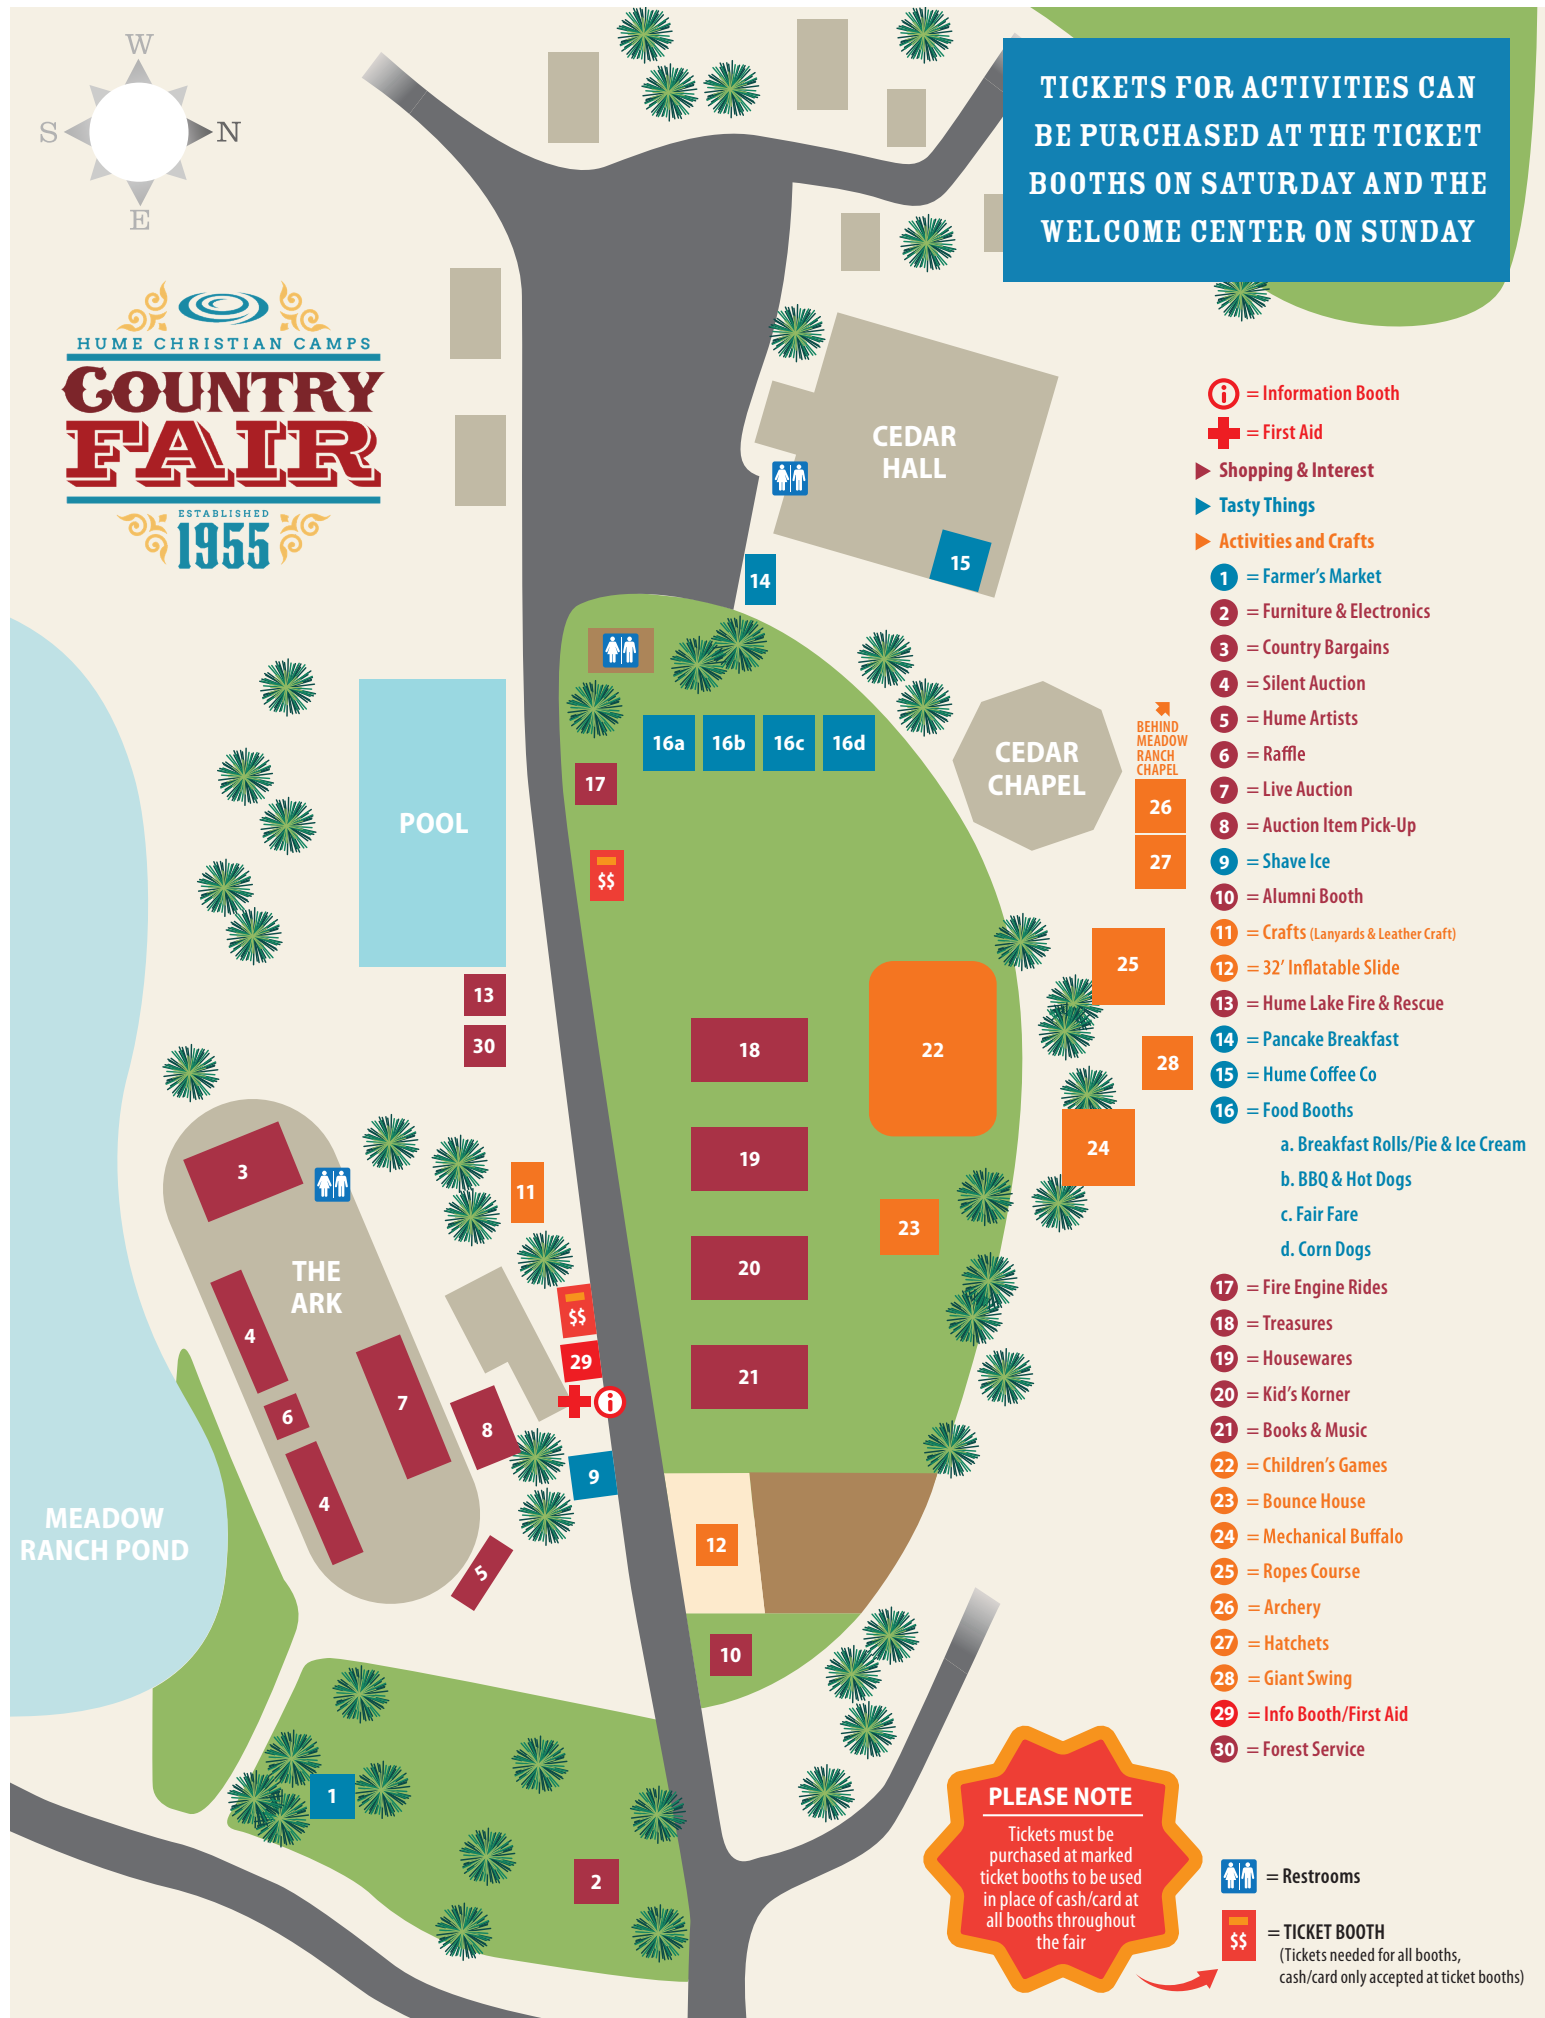 W
S
N
E
TICKETS FOR ACTIVITIES CAN
BE PURCHASED AT THE TICKET
BOOTHS ON SATURDAY AND THE
WELCOME CENTER ON SUNDAY
HUME CHRISTIAN CAMPS
COUNTRY
FAIR
ESTABLISHED
1955
CEDAR
HALL
15
14
16a
16b
16c
16d
17
$$
POOL
CEDAR
CHAPEL
BEHIND
MEADOW
RANCH
CHAPEL
26
27
25
28
24
22
23
18
19
20
21
13
30
3
11
THE
ARK
4
6
4
7
8
5
$$
29
i
9
12
10
MEADOW
RANCH POND
1
2
i = Information Booth
= First Aid
Shopping & Interest
Tasty Things
Activities and Crafts
1 = Farmer's Market
2 = Furniture & Electronics
3 = Country Bargains
4 = Silent Auction
5 = Hume Artists
6 = Raffle
7 = Live Auction
8 = Auction Item Pick-Up
9 = Shave Ice
10 = Alumni Booth
11 = Crafts (Lanyards & Leather Craft)
12 = 32' Inflatable Slide
13 = Hume Lake Fire & Rescue
14 = Pancake Breakfast
15 = Hume Coffee Co
16 = Food Booths
a. Breakfast Rolls/Pie & Ice Cream
b. BBQ & Hot Dogs
c. Fair Fare
d. Corn Dogs
17 = Fire Engine Rides
18 = Treasures
19 = Housewares
20 = Kid's Korner
21 = Books & Music
22 = Children's Games
23 = Bounce House
24 = Mechanical Buffalo
25 = Ropes Course
26 = Archery
27 = Hatchets
28 = Giant Swing
29 = Info Booth/First Aid
30 = Forest Service
PLEASE NOTE
Tickets must be
purchased at marked
ticket booths to be used
in place of cash/card at
all booths throughout
the fair
= Restrooms
$$ = TICKET BOOTH
(Tickets needed for all booths,
cash/card only accepted at ticket booths)